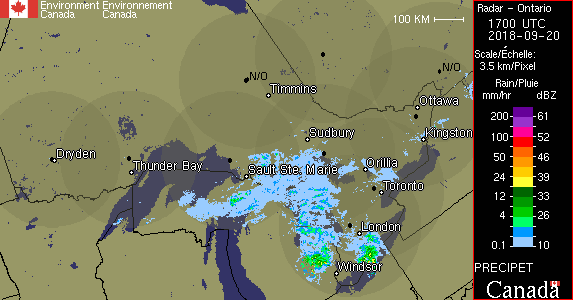 Environment Environnement
Canada Canada
100 KM
Radar - Ontario
1700 UTC
2018-09-20
Scale/Échelle:
3.5 km/Pixel
Rain/Pluie
mm/hr dBZ
200 61
100 52
50 46
24 39
12 33
4 26
0.1 10
PRECIPET
Canada
N/O
N/O
Timmins
Ottawa
Sudbury
Kingston
Dryden
Thunder Bay
Sault Ste. Marie
Orillia
Toronto
London
Windsor